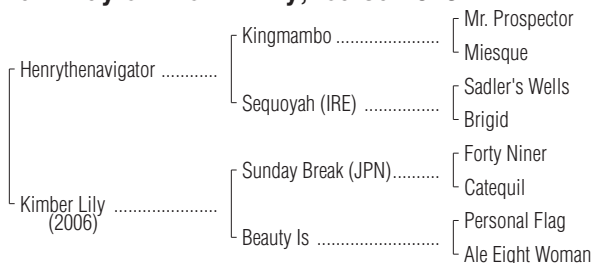 Kingmambo ....................
Mr. Prospector
Miesque
Henrythenavigator ...........
Sequoyah (IRE) ...............
Sadler's Wells
Brigid
Kimber Lily ....................
(2006)
Sunday Break (JPN).........
Forty Niner
Catequil
Beauty Is ........................
Personal Flag
Ale Eight Woman